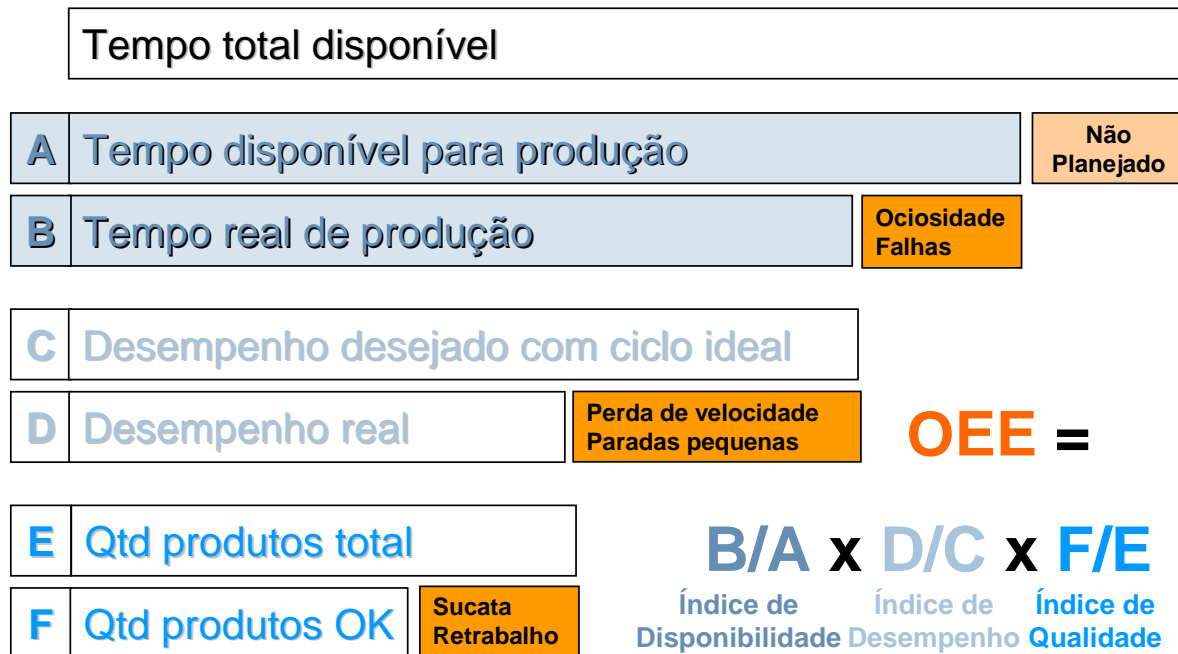 Tempo total disponível
A Tempo disponível para produção
Não
Planejado
B Tempo real de produção
Ociosidade
Falhas
C Desempenho desejado com ciclo ideal
D Desempenho real
Perda de velocidade
Paradas pequenas
OEE =
E Qtd produtos total
B/A x D/C x F/E
F Qtd produtos OK
Sucata
Retrabalho
Índice de Disponibilidade
Índice de Desempenho
Índice de Qualidade